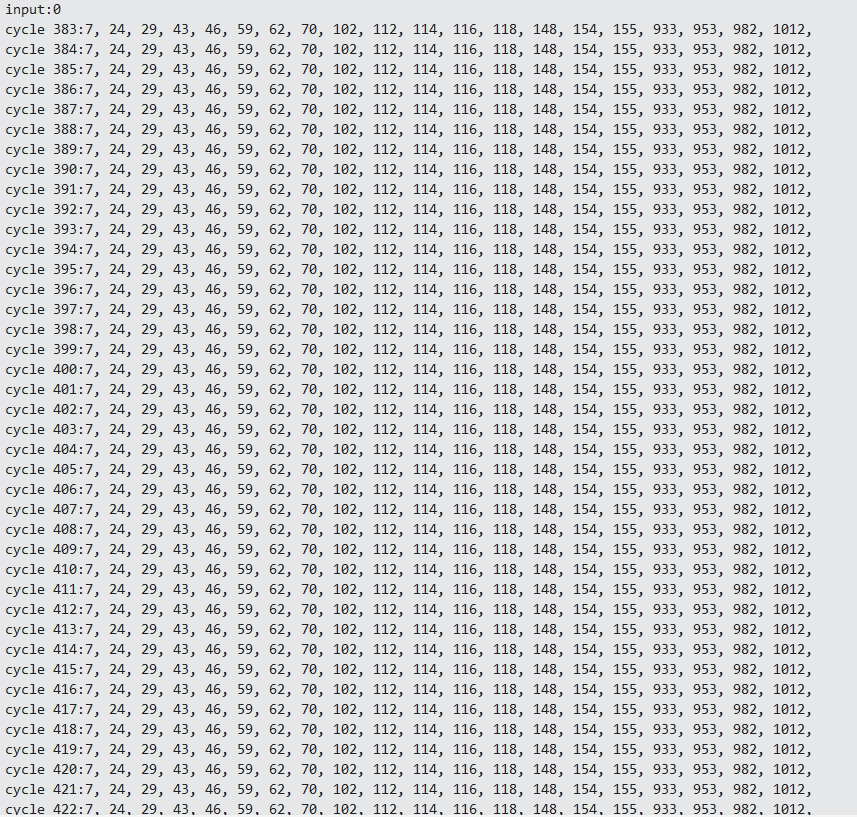 input:0
cycle 383:7, 24, 29, 43, 46, 59, 62, 70, 102, 112, 114, 116, 118, 148, 154, 155, 933, 953, 982, 1012,
cycle 384:7, 24, 29, 43, 46, 59, 62, 70, 102, 112, 114, 116, 118, 148, 154, 155, 933, 953, 982, 1012,
cycle 385:7, 24, 29, 43, 46, 59, 62, 70, 102, 112, 114, 116, 118, 148, 154, 155, 933, 953, 982, 1012,
cycle 386:7, 24, 29, 43, 46, 59, 62, 70, 102, 112, 114, 116, 118, 148, 154, 155, 933, 953, 982, 1012,
cycle 387:7, 24, 29, 43, 46, 59, 62, 70, 102, 112, 114, 116, 118, 148, 154, 155, 933, 953, 982, 1012,
cycle 388:7, 24, 29, 43, 46, 59, 62, 70, 102, 112, 114, 116, 118, 148, 154, 155, 933, 953, 982, 1012,
cycle 389:7, 24, 29, 43, 46, 59, 62, 70, 102, 112, 114, 116, 118, 148, 154, 155, 933, 953, 982, 1012,
cycle 390:7, 24, 29, 43, 46, 59, 62, 70, 102, 112, 114, 116, 118, 148, 154, 155, 933, 953, 982, 1012,
cycle 391:7, 24, 29, 43, 46, 59, 62, 70, 102, 112, 114, 116, 118, 148, 154, 155, 933, 953, 982, 1012,
cycle 392:7, 24, 29, 43, 46, 59, 62, 70, 102, 112, 114, 116, 118, 148, 154, 155, 933, 953, 982, 1012,
cycle 393:7, 24, 29, 43, 46, 59, 62, 70, 102, 112, 114, 116, 118, 148, 154, 155, 933, 953, 982, 1012,
cycle 394:7, 24, 29, 43, 46, 59, 62, 70, 102, 112, 114, 116, 118, 148, 154, 155, 933, 953, 982, 1012,
cycle 395:7, 24, 29, 43, 46, 59, 62, 70, 102, 112, 114, 116, 118, 148, 154, 155, 933, 953, 982, 1012,
cycle 396:7, 24, 29, 43, 46, 59, 62, 70, 102, 112, 114, 116, 118, 148, 154, 155, 933, 953, 982, 1012,
cycle 397:7, 24, 29, 43, 46, 59, 62, 70, 102, 112, 114, 116, 118, 148, 154, 155, 933, 953, 982, 1012,
cycle 398:7, 24, 29, 43, 46, 59, 62, 70, 102, 112, 114, 116, 118, 148, 154, 155, 933, 953, 982, 1012,
cycle 399:7, 24, 29, 43, 46, 59, 62, 70, 102, 112, 114, 116, 118, 148, 154, 155, 933, 953, 982, 1012,
cycle 400:7, 24, 29, 43, 46, 59, 62, 70, 102, 112, 114, 116, 118, 148, 154, 155, 933, 953, 982, 1012,
cycle 401:7, 24, 29, 43, 46, 59, 62, 70, 102, 112, 114, 116, 118, 148, 154, 155, 933, 953, 982, 1012,
cycle 402:7, 24, 29, 43, 46, 59, 62, 70, 102, 112, 114, 116, 118, 148, 154, 155, 933, 953, 982, 1012,
cycle 403:7, 24, 29, 43, 46, 59, 62, 70, 102, 112, 114, 116, 118, 148, 154, 155, 933, 953, 982, 1012,
cycle 404:7, 24, 29, 43, 46, 59, 62, 70, 102, 112, 114, 116, 118, 148, 154, 155, 933, 953, 982, 1012,
cycle 405:7, 24, 29, 43, 46, 59, 62, 70, 102, 112, 114, 116, 118, 148, 154, 155, 933, 953, 982, 1012,
cycle 406:7, 24, 29, 43, 46, 59, 62, 70, 102, 112, 114, 116, 118, 148, 154, 155, 933, 953, 982, 1012,
cycle 407:7, 24, 29, 43, 46, 59, 62, 70, 102, 112, 114, 116, 118, 148, 154, 155, 933, 953, 982, 1012,
cycle 408:7, 24, 29, 43, 46, 59, 62, 70, 102, 112, 114, 116, 118, 148, 154, 155, 933, 953, 982, 1012,
cycle 409:7, 24, 29, 43, 46, 59, 62, 70, 102, 112, 114, 116, 118, 148, 154, 155, 933, 953, 982, 1012,
cycle 410:7, 24, 29, 43, 46, 59, 62, 70, 102, 112, 114, 116, 118, 148, 154, 155, 933, 953, 982, 1012,
cycle 411:7, 24, 29, 43, 46, 59, 62, 70, 102, 112, 114, 116, 118, 148, 154, 155, 933, 953, 982, 1012,
cycle 412:7, 24, 29, 43, 46, 59, 62, 70, 102, 112, 114, 116, 118, 148, 154, 155, 933, 953, 982, 1012,
cycle 413:7, 24, 29, 43, 46, 59, 62, 70, 102, 112, 114, 116, 118, 148, 154, 155, 933, 953, 982, 1012,
cycle 414:7, 24, 29, 43, 46, 59, 62, 70, 102, 112, 114, 116, 118, 148, 154, 155, 933, 953, 982, 1012,
cycle 415:7, 24, 29, 43, 46, 59, 62, 70, 102, 112, 114, 116, 118, 148, 154, 155, 933, 953, 982, 1012,
cycle 416:7, 24, 29, 43, 46, 59, 62, 70, 102, 112, 114, 116, 118, 148, 154, 155, 933, 953, 982, 1012,
cycle 417:7, 24, 29, 43, 46, 59, 62, 70, 102, 112, 114, 116, 118, 148, 154, 155, 933, 953, 982, 1012,
cycle 418:7, 24, 29, 43, 46, 59, 62, 70, 102, 112, 114, 116, 118, 148, 154, 155, 933, 953, 982, 1012,
cycle 419:7, 24, 29, 43, 46, 59, 62, 70, 102, 112, 114, 116, 118, 148, 154, 155, 933, 953, 982, 1012,
cycle 420:7, 24, 29, 43, 46, 59, 62, 70, 102, 112, 114, 116, 118, 148, 154, 155, 933, 953, 982, 1012,
cycle 421:7, 24, 29, 43, 46, 59, 62, 70, 102, 112, 114, 116, 118, 148, 154, 155, 933, 953, 982, 1012,
cycle 422:7, 24, 29, 43, 46, 59, 62, 70, 102, 112, 114, 116, 118, 148, 154, 155, 933, 953, 982, 1012,